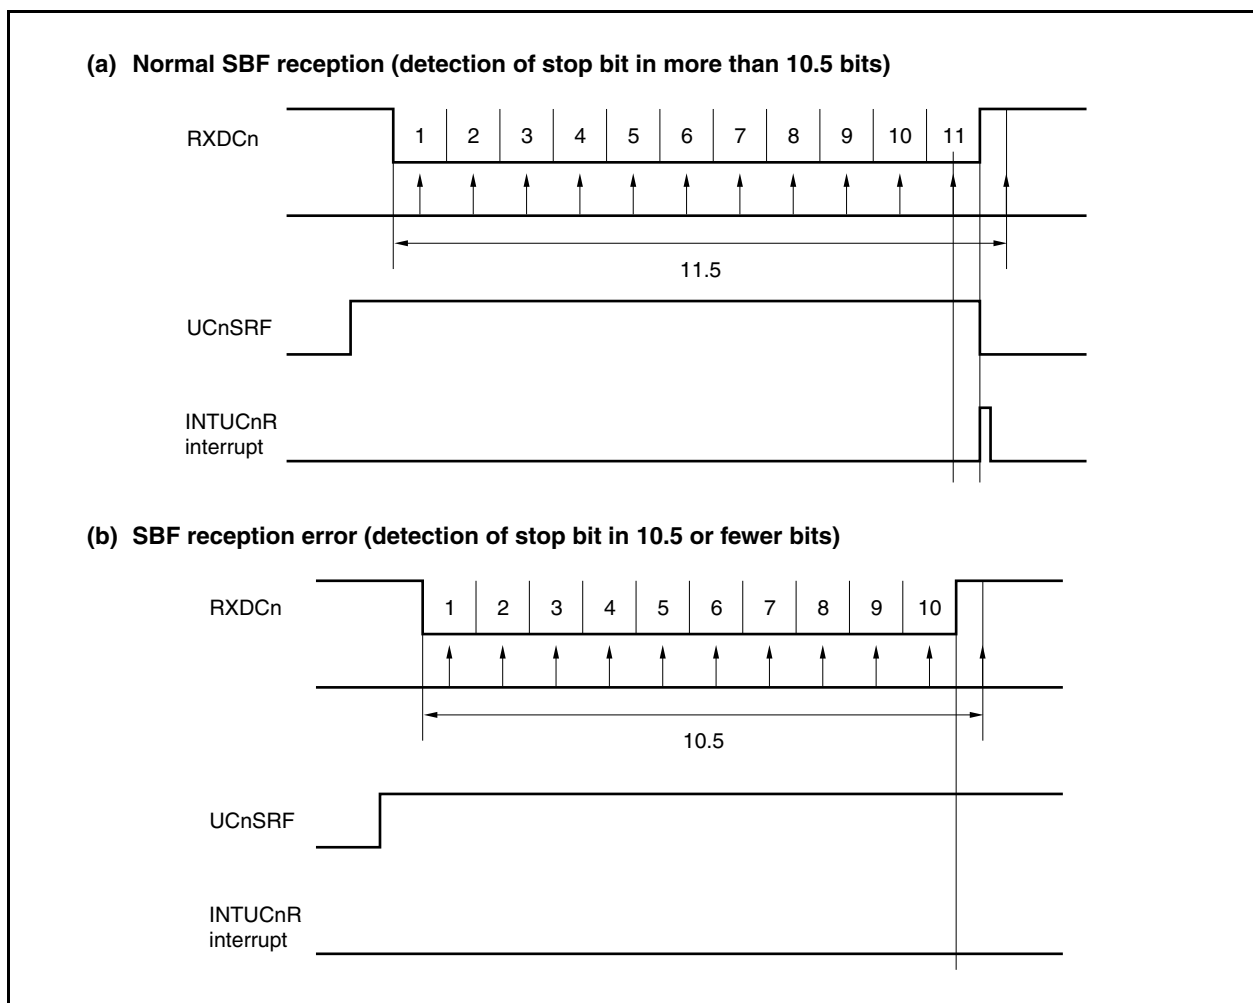 (a) Normal SBF reception (detection of stop bit in more than 10.5 bits)
RXDCn
1 2 3 4 5 6 7 8 9 10 11
11.5
UCnSRF
INTUCnR
interrupt
(b) SBF reception error (detection of stop bit in 10.5 or fewer bits)
RXDCn
1 2 3 4 5 6 7 8 9 10
10.5
UCnSRF
INTUCnR
interrupt